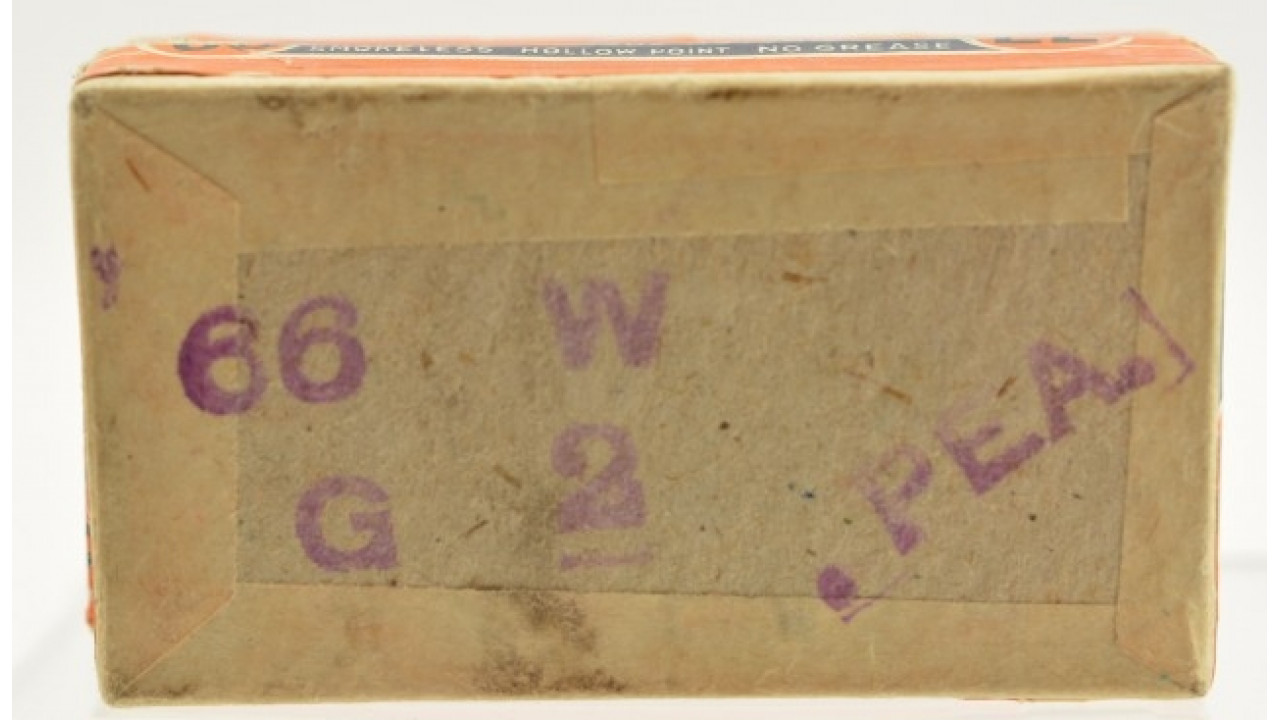 SMOKELESS HOLLOW POINT NO GREASE
66 W
G 2
PEA